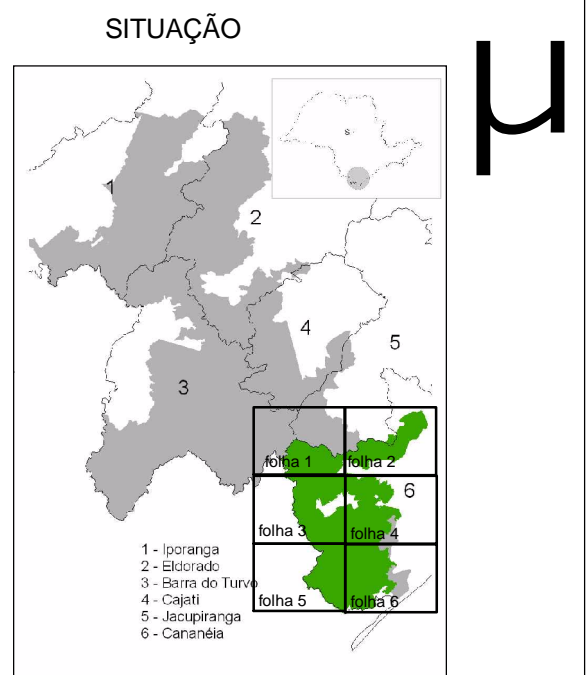 SITUAÇÃO
µ
s
1
2
4
5
3
folha 1
folha 2
6
folha 3
folha 4
folha 5
folha 6
1 - Iporanga
2 - Eldorado
3 - Barra do Turvo
4 - Cajati
5 - Jacupiranga
6 - Cananéia